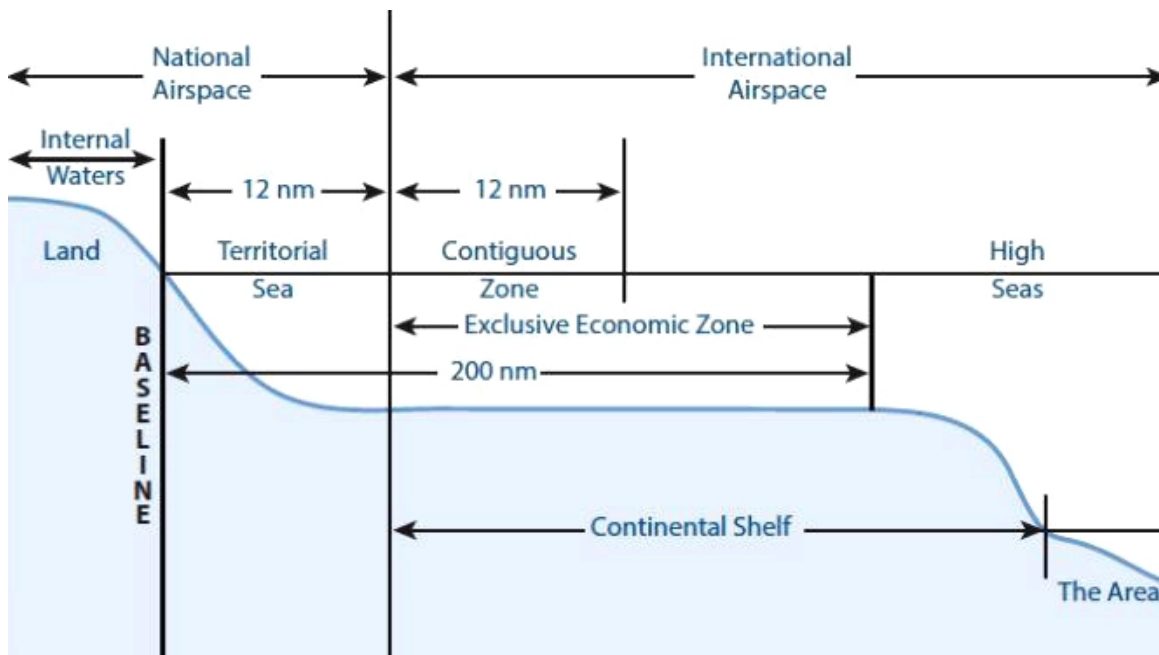 National
Airspace
International
Airspace
Internal
Waters
12 nm
12 nm
Land
Territorial
Sea
Contiguous
Zone
High
Seas
Exclusive Economic Zone
200 nm
BASELINE
Continental Shelf
The Area